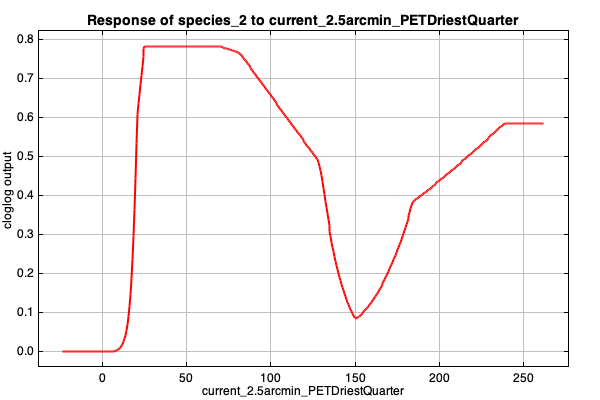 Response of species_2 to current_2.5arcmin_PETDriestQuarter
cloglog output
0.8
0.7
0.6
0.5
0.4
0.3
0.2
0.1
0.0
0 50 100 150 200 250
current_2.5arcmin_PETDriestQuarter